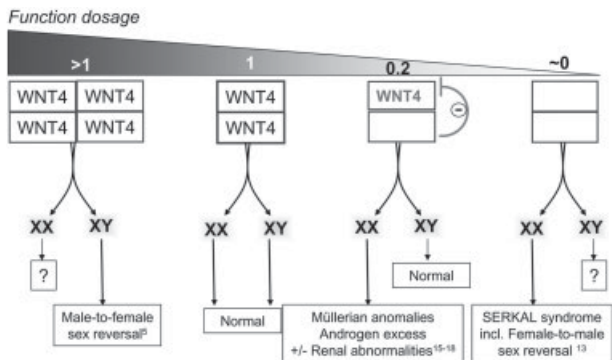 Function dosage
>1 1 0.2 ~0
WNT4 WNT4 WNT4 WNT4
WNT4 WNT4 WNT4
−
XX XY XX XY XX XY XX XY
? Normal ?
Male-to-female
sex reversal⁵
Normal
Müllerian anomalies
Androgen excess
+/- Renal abnormalities¹⁵⁻¹⁸
SERKAL syndrome
incl. Female-to-male
sex reversal ¹³